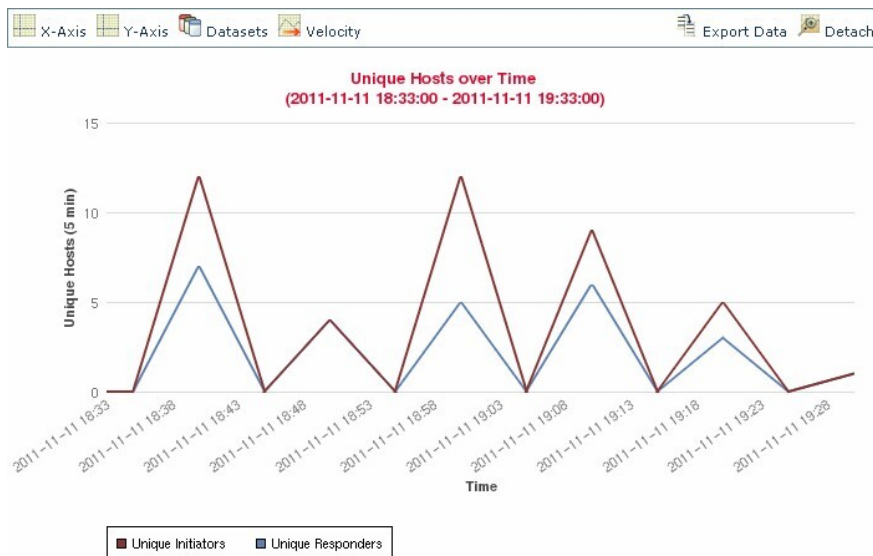 X-Axis Y-Axis Datasets Velocity Export Data Detach
Unique Hosts over Time
(2011-11-11 18:33:00 - 2011-11-11 19:33:00)
Unique Hosts (5 min)
15
10
5
0
2011-11-11 18:33
2011-11-11 18:38
2011-11-11 18:43
2011-11-11 18:48
2011-11-11 18:53
2011-11-11 18:58
2011-11-11 19:03
2011-11-11 19:08
2011-11-11 19:13
2011-11-11 19:18
2011-11-11 19:23
2011-11-11 19:28
Time
Unique Initiators Unique Responders